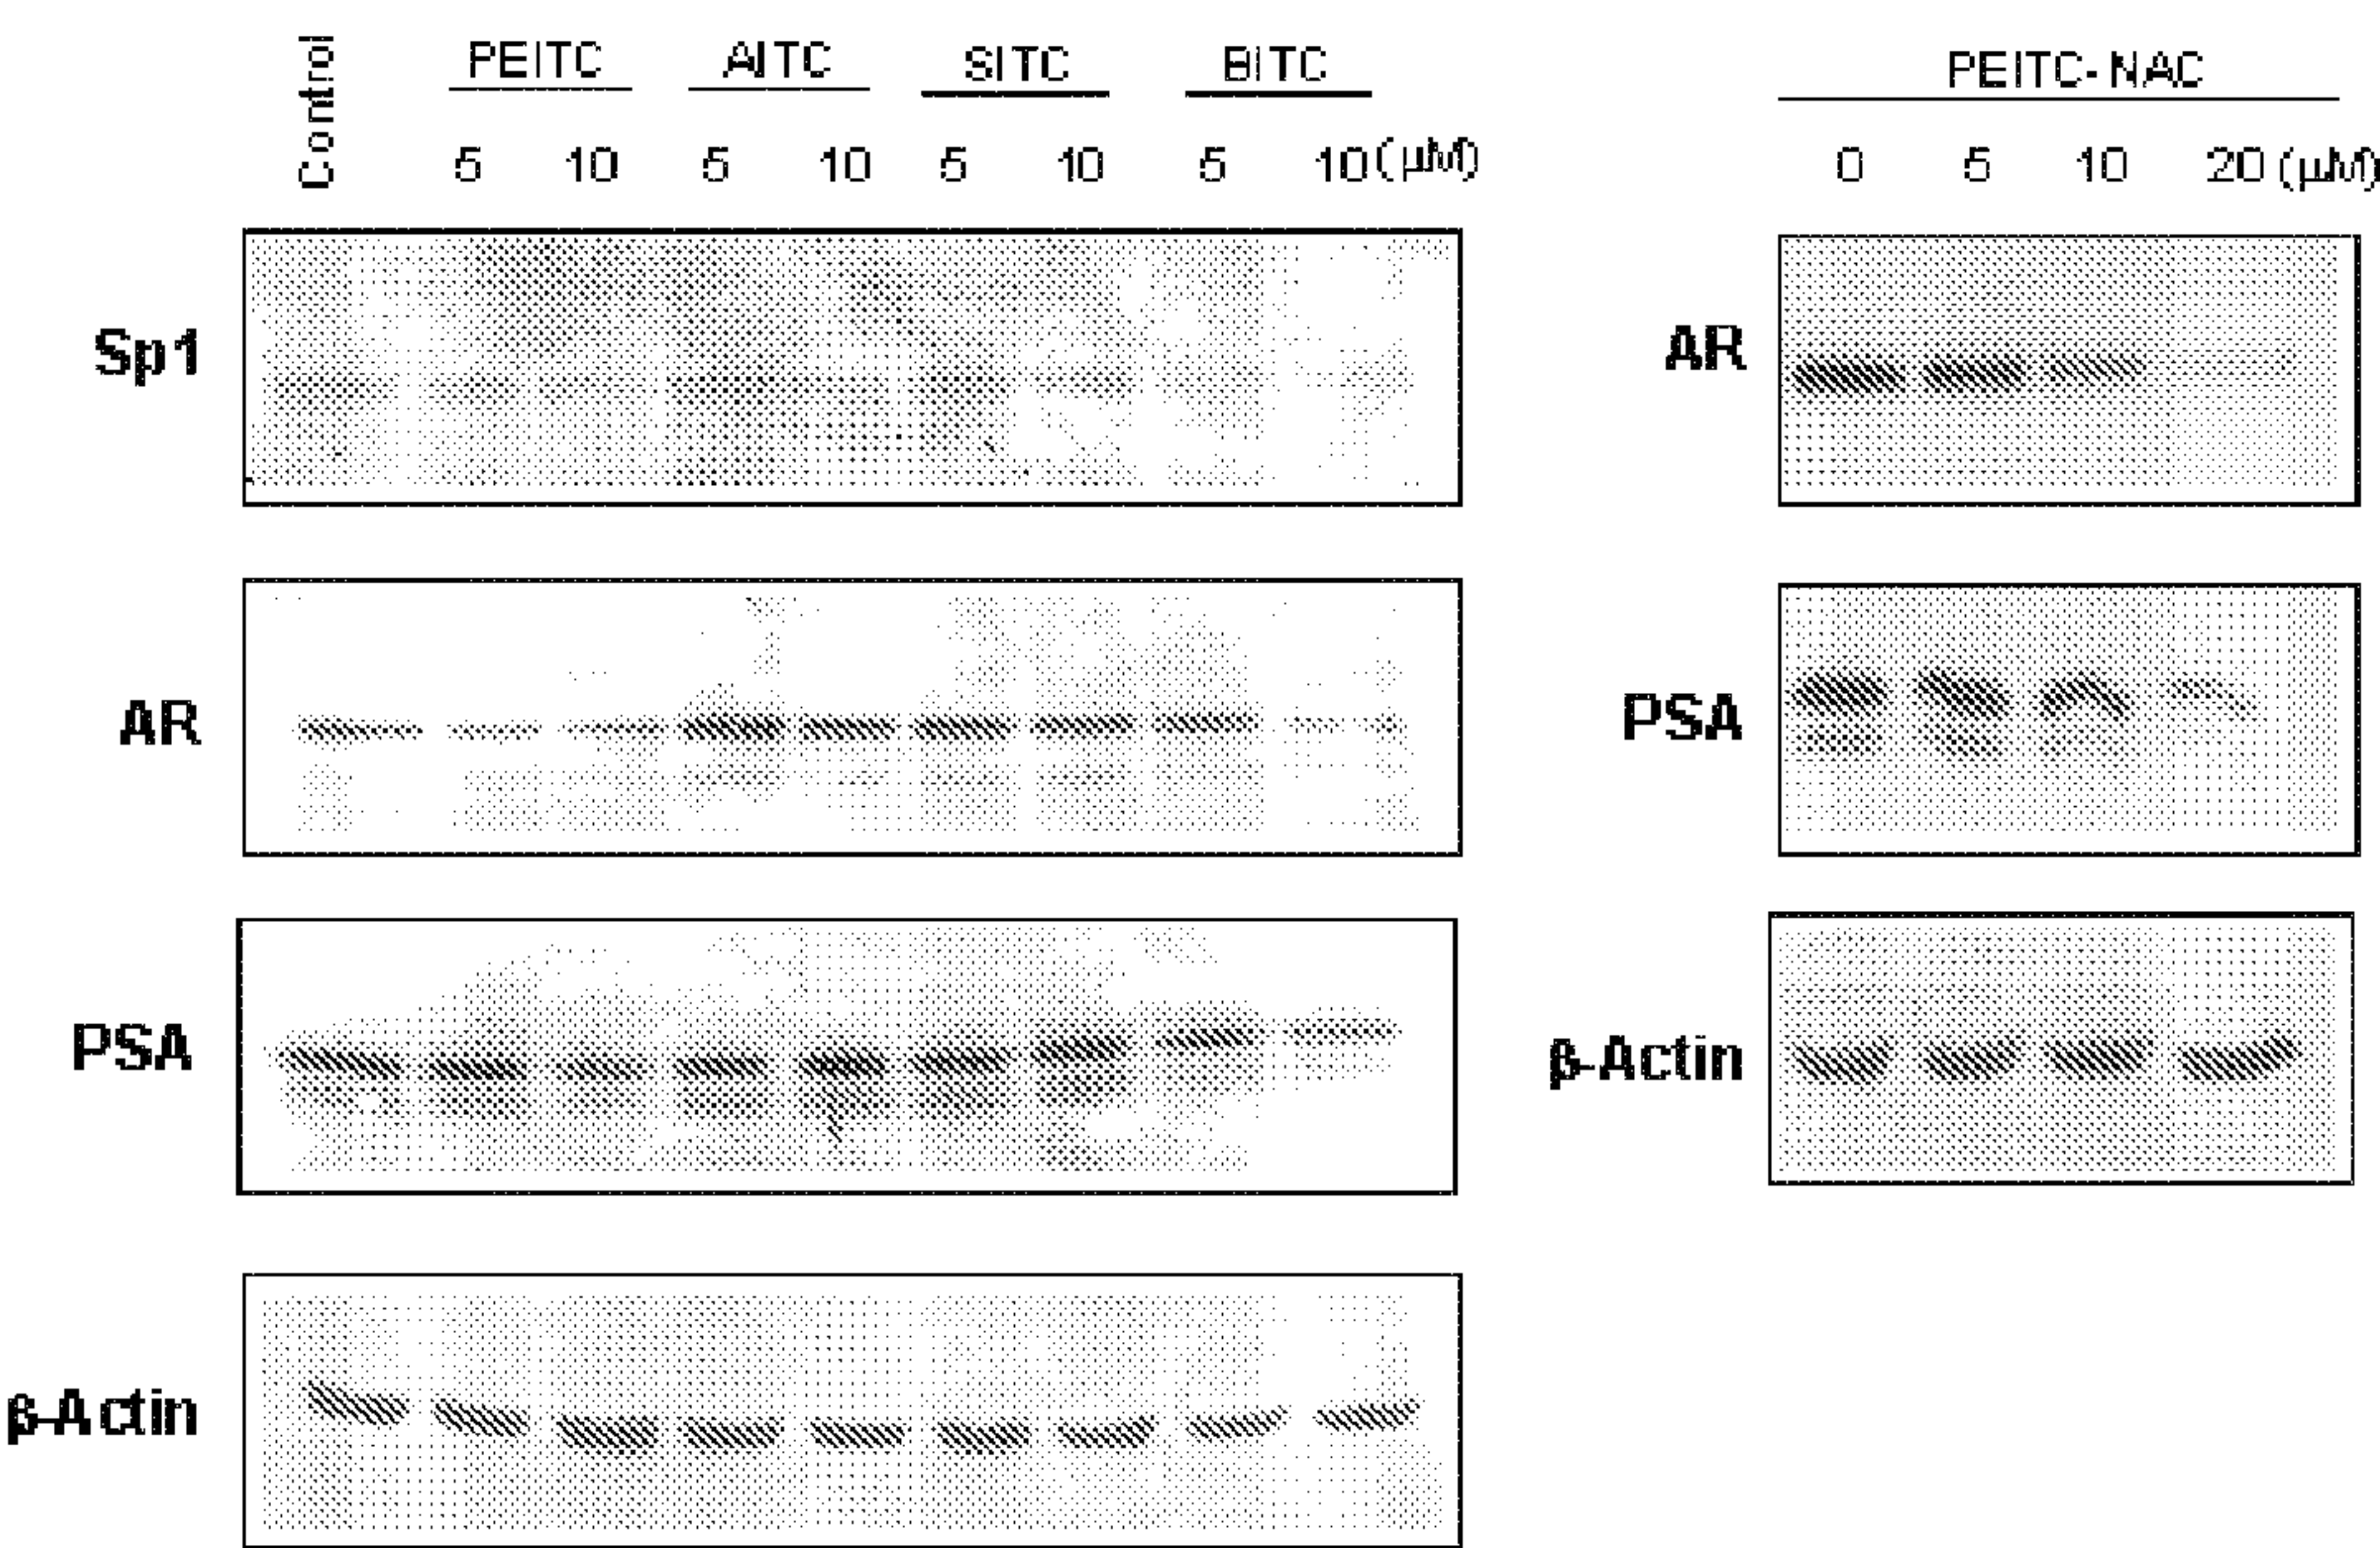 Control PEITC AITC SITC BITC
5 10 5 10 5 10 5 10 (μM)
Sp1
AR
PSA
β-Actin
PEITC-NAC
0 5 10 20 (μM)
AR
PSA
β-Actin